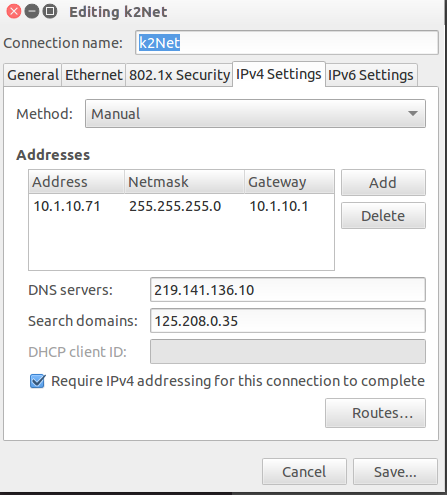 Editing k2Net
Connection name: k2Net
General Ethernet 802.1x Security IPv4 Settings IPv6 Settings
Method: Manual
Addresses
Address Netmask Gateway Add
10.1.10.71 255.255.255.0 10.1.10.1
Delete
DNS servers: 219.141.136.10
Search domains: 125.208.0.35
DHCP client ID:
Require IPv4 addressing for this connection to complete
Routes...
Cancel Save...